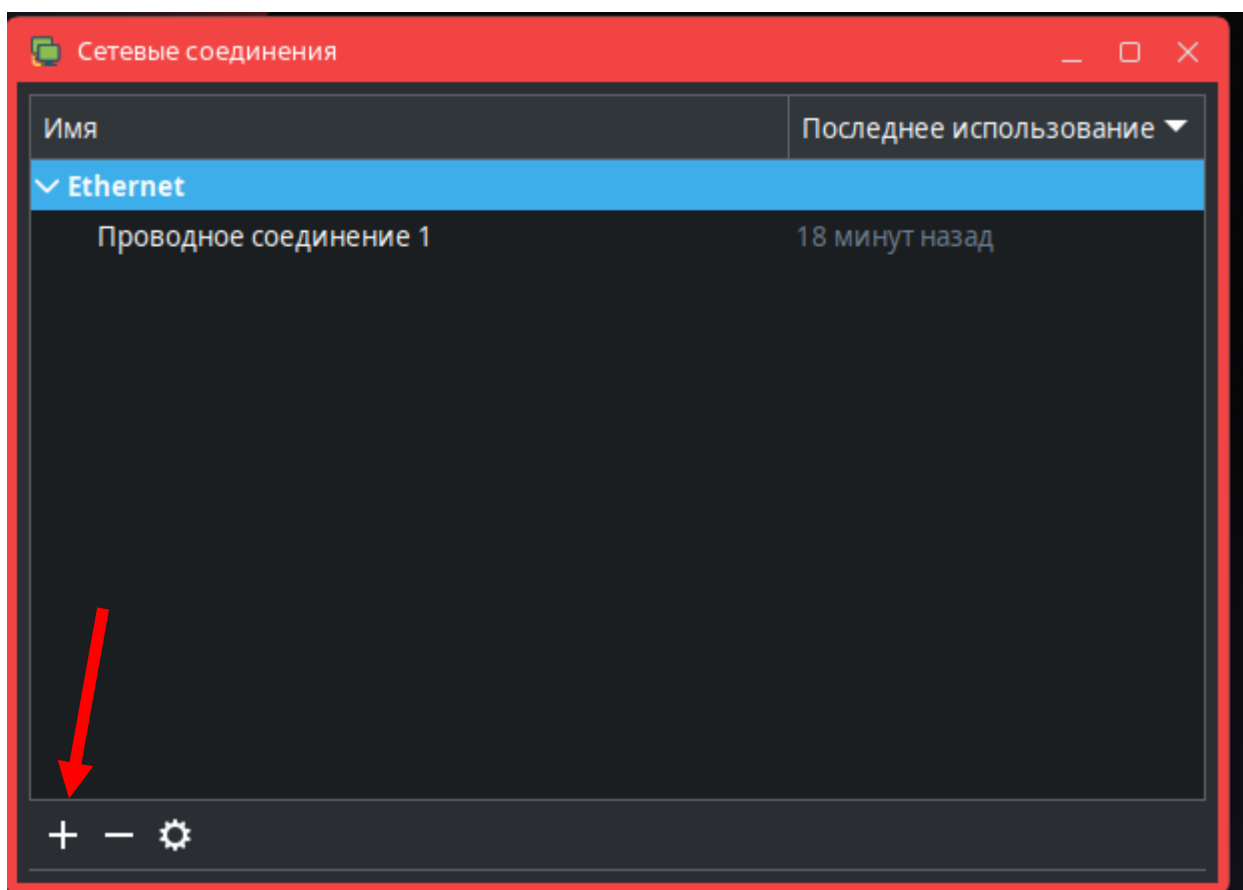 Сетевые соединения
Имя
Последнее использование
Ethernet
Проводное соединение 1
18 минут назад